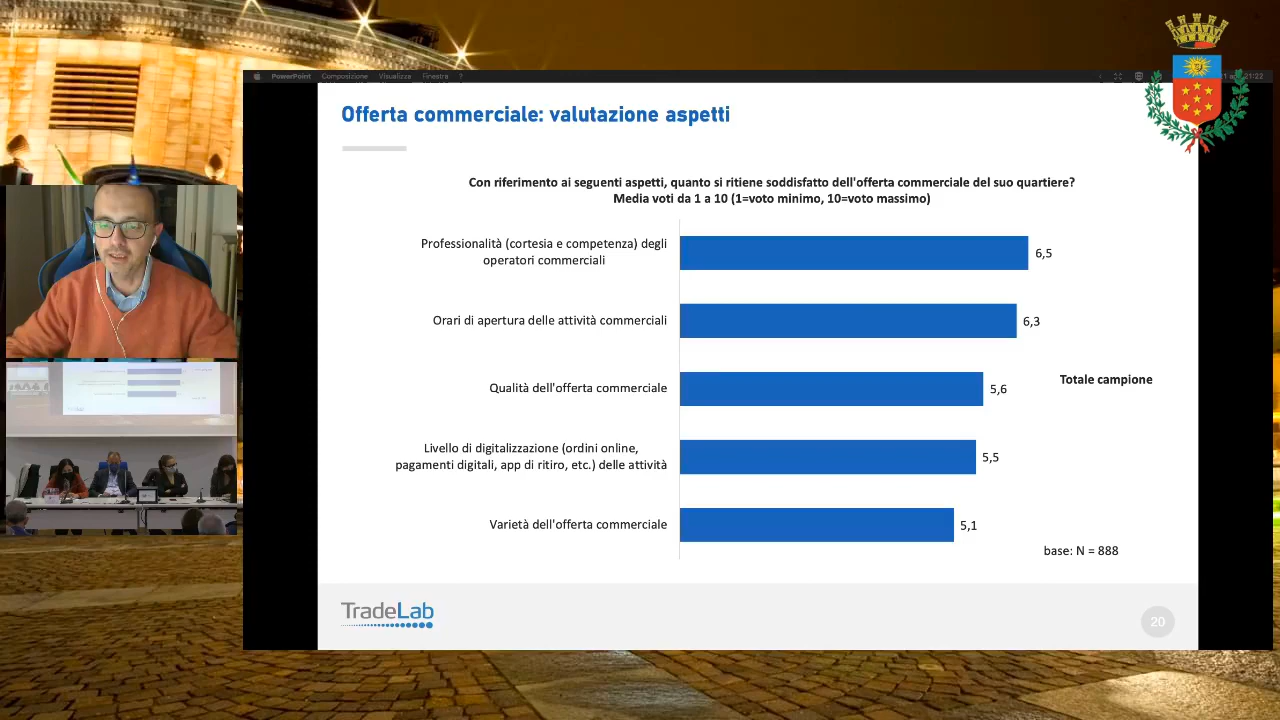 PowerPoint Composizione Visualizza Finestra ?
21:22
Offerta commerciale: valutazione aspetti
Con riferimento ai seguenti aspetti, quanto si ritiene soddisfatto dell'offerta commerciale del suo quartiere?
Media voti da 1 a 10 (1=voto minimo, 10=voto massimo)
Professionalità (cortesia e competenza) degli
operatori commerciali
6,5
Orari di apertura delle attività commerciali
6,3
Qualità dell'offerta commerciale
5,6
Totale campione
Livello di digitalizzazione (ordini online,
pagamenti digitali, app di ritiro, etc.) delle attività
5,5
Varietà dell'offerta commerciale
5,1
base: N = 888
TradeLab
20